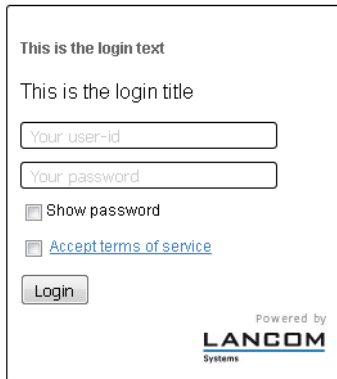 This is the login text
This is the login title
Your user-id
Your password
Show password
Accept terms of service
Login
Powered by
LANCOM
Systems